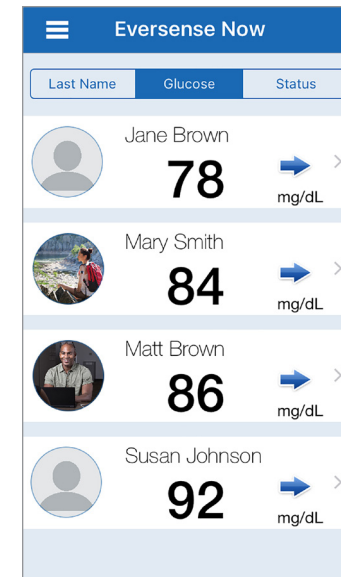 Eversense Now
Last Name Glucose Status
Jane Brown
78
mg/dL
Mary Smith
84
mg/dL
Matt Brown
86
mg/dL
Susan Johnson
92
mg/dL